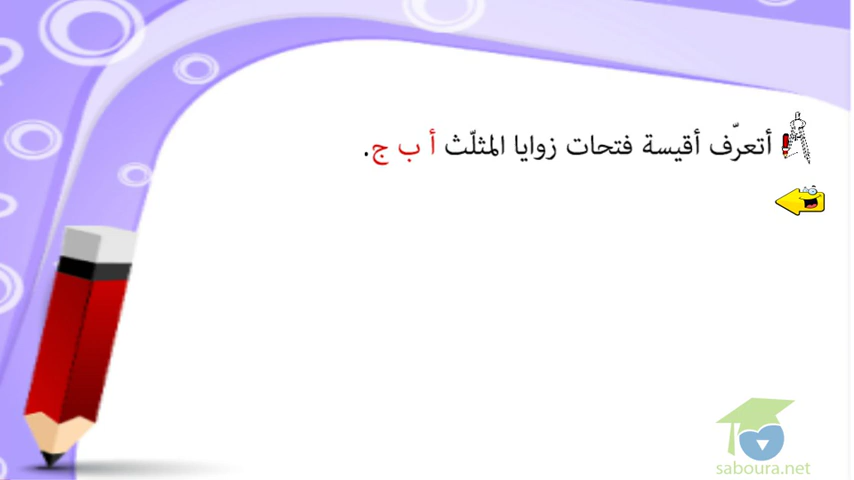 أتعرّف أقيسة فتحات زوايا المثلّث أ ب ج.
saboura.net